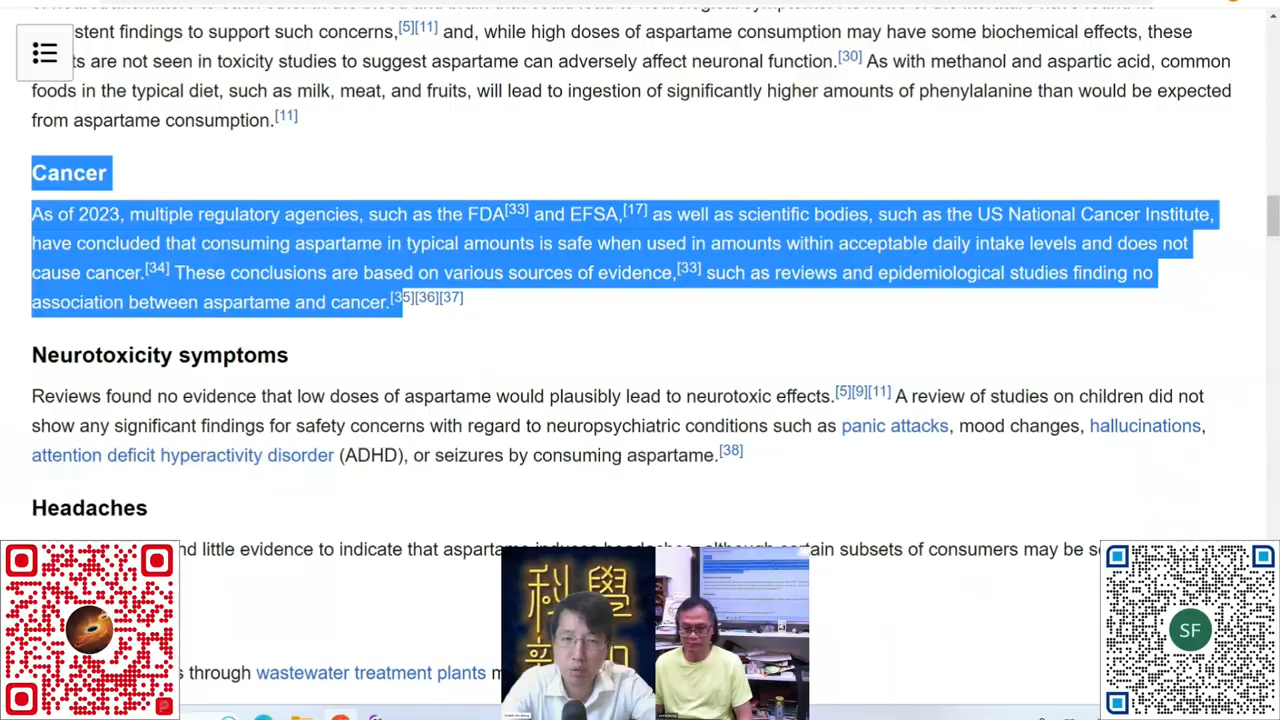 istent findings to support such concerns,[5][11] and, while high doses of aspartame consumption may have some biochemical effects, these
ts are not seen in toxicity studies to suggest aspartame can adversely affect neuronal function.[30] As with methanol and aspartic acid, common
foods in the typical diet, such as milk, meat, and fruits, will lead to ingestion of significantly higher amounts of phenylalanine than would be expected
from aspartame consumption.[11]
Cancer
As of 2023, multiple regulatory agencies, such as the FDA[33] and EFSA,[17] as well as scientific bodies, such as the US National Cancer Institute,
have concluded that consuming aspartame in typical amounts is safe when used in amounts within acceptable daily intake levels and does not
cause cancer.[34] These conclusions are based on various sources of evidence,[33] such as reviews and epidemiological studies finding no
association between aspartame and cancer.[35][36][37]
Neurotoxicity symptoms
Reviews found no evidence that low doses of aspartame would plausibly lead to neurotoxic effects.[5][9][11] A review of studies on children did not
show any significant findings for safety concerns with regard to neuropsychiatric conditions such as panic attacks, mood changes, hallucinations,
attention deficit hyperactivity disorder (ADHD), or seizures by consuming aspartame.[38]
Headaches
nd little evidence to indicate that aspartame induces headaches, although certain subsets of consumers may be se
科學
SF
s through wastewater treatment plants m